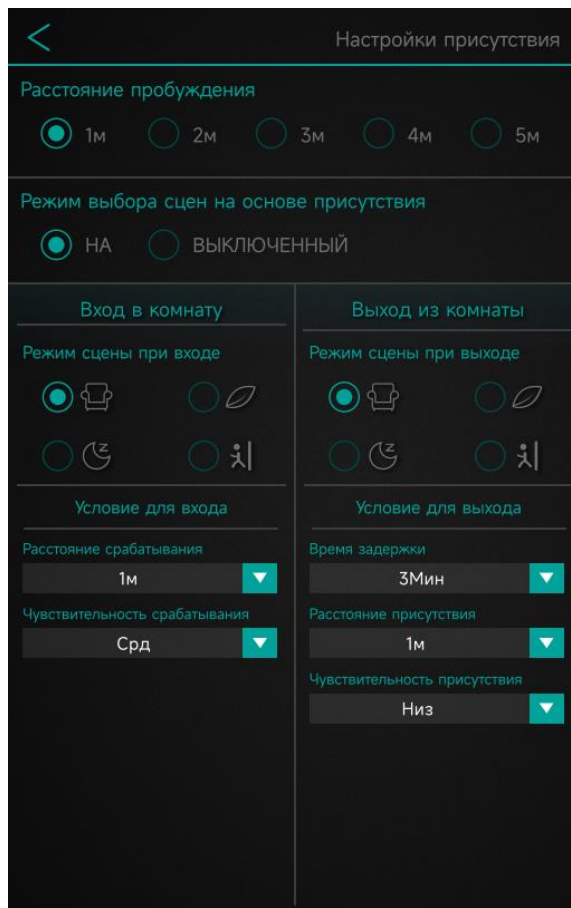 Настройки присутствия
Расстояние пробуждения
1м 2м 3м 4м 5м
Режим выбора сцен на основе присутствия
НА ВЫКЛЮЧЕННЫЙ
Вход в комнату
Режим сцены при входе
Условие для входа
Расстояние срабатывания
1м
Чувствительность срабатывания
Срд
Выход из комнаты
Режим сцены при выходе
Условие для выхода
Время задержки
3Мин
Расстояние присутствия
1м
Чувствительность присутствия
Низ